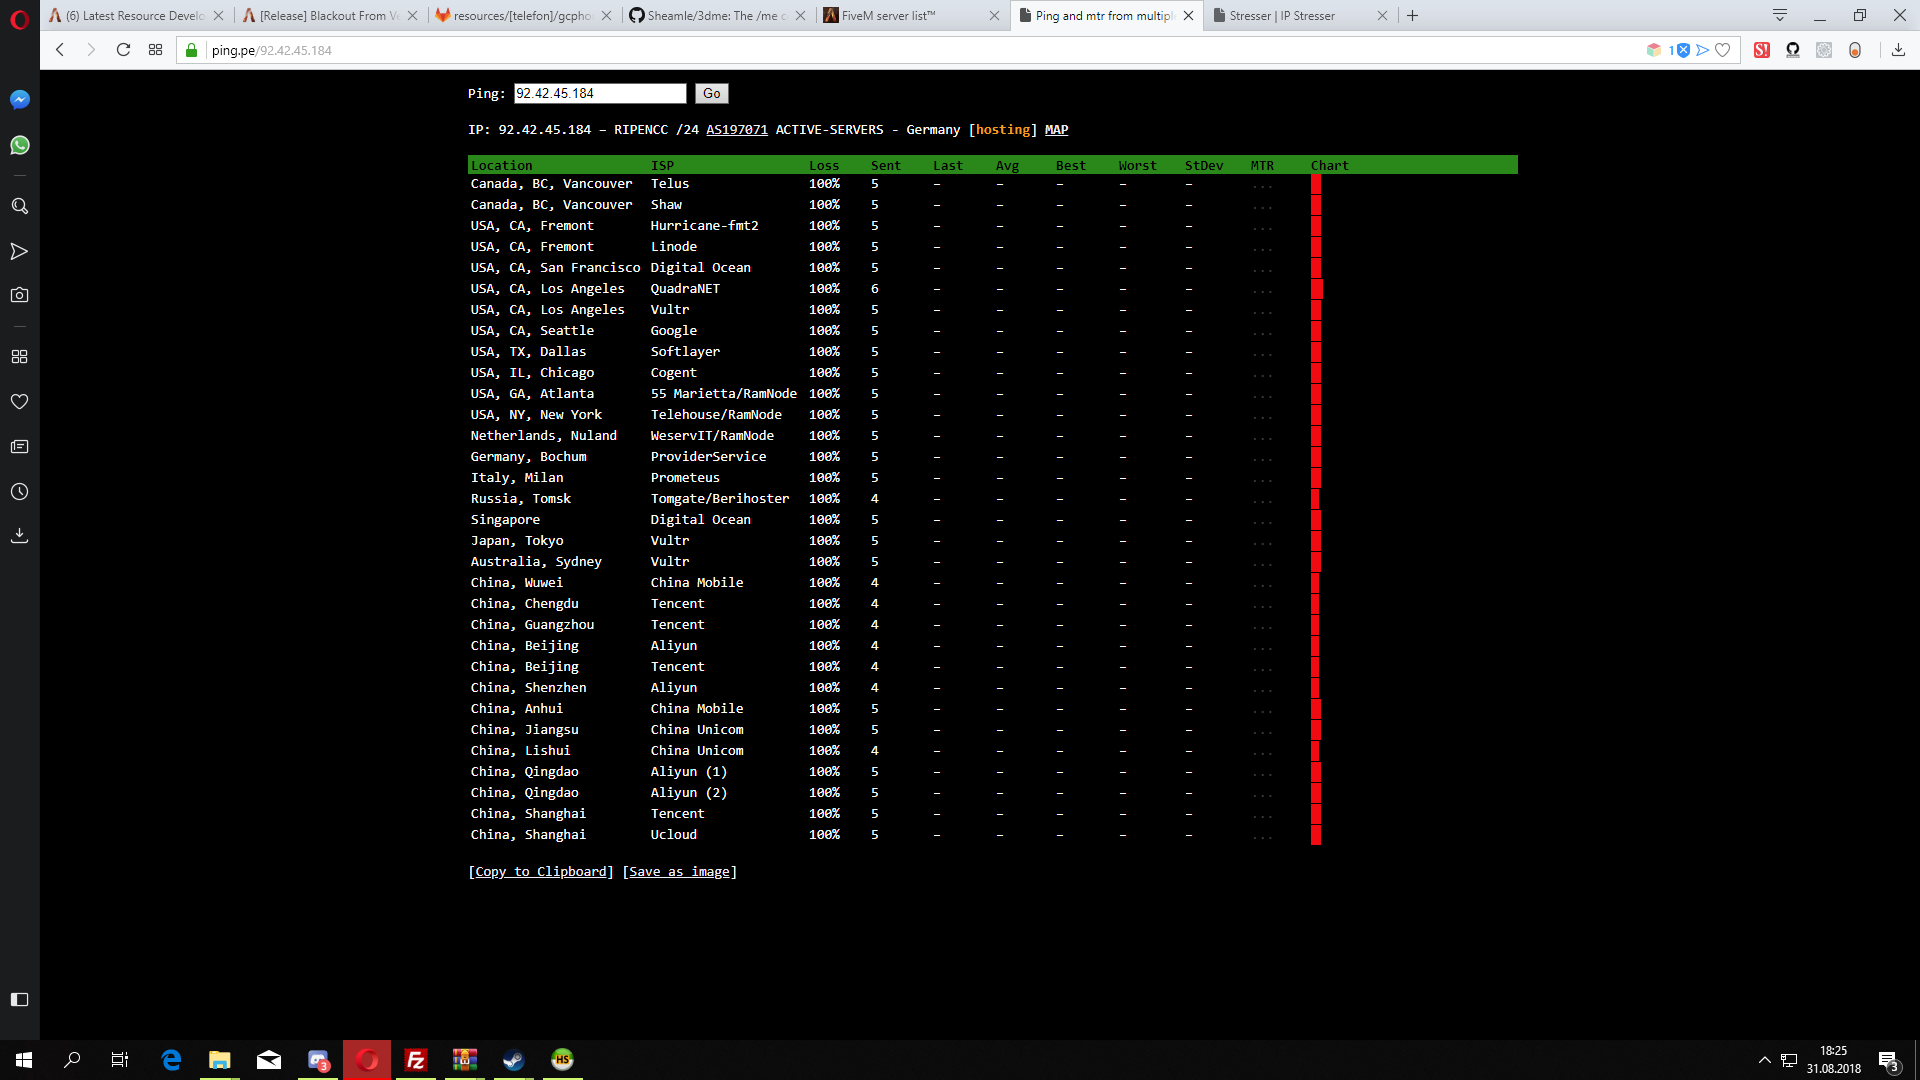 (6) Latest Resource Develo
[Release] Blackout From Ve
resources/[telefon]/gcpho
Sheamle/3dme: The /me c
FiveM server list™
Ping and mtr from multiple
Stresser | IP Stresser
ping.pe/92.42.45.184
1
Ping: 92.42.45.184 Go
IP: 92.42.45.184 – RIPENCC /24 AS197071 ACTIVE-SERVERS - Germany [hosting] MAP
Location ISP Loss Sent Last Avg Best Worst StDev MTR Chart
Canada, BC, Vancouver Telus 100% 5 – – – – – ...
Canada, BC, Vancouver Shaw 100% 5 – – – – – ...
USA, CA, Fremont Hurricane-fmt2 100% 5 – – – – – ...
USA, CA, Fremont Linode 100% 5 – – – – – ...
USA, CA, San Francisco Digital Ocean 100% 5 – – – – – ...
USA, CA, Los Angeles QuadraNET 100% 6 – – – – – ...
USA, CA, Los Angeles Vultr 100% 5 – – – – – ...
USA, CA, Seattle Google 100% 5 – – – – – ...
USA, TX, Dallas Softlayer 100% 5 – – – – – ...
USA, IL, Chicago Cogent 100% 5 – – – – – ...
USA, GA, Atlanta 55 Marietta/RamNode 100% 5 – – – – – ...
USA, NY, New York Telehouse/RamNode 100% 5 – – – – – ...
Netherlands, Nuland WeservIT/RamNode 100% 5 – – – – – ...
Germany, Bochum ProviderService 100% 5 – – – – – ...
Italy, Milan Prometeus 100% 5 – – – – – ...
Russia, Tomsk Tomgate/Berihoster 100% 4 – – – – – ...
Singapore Digital Ocean 100% 5 – – – – – ...
Japan, Tokyo Vultr 100% 5 – – – – – ...
Australia, Sydney Vultr 100% 5 – – – – – ...
China, Wuwei China Mobile 100% 4 – – – – – ...
China, Chengdu Tencent 100% 4 – – – – – ...
China, Guangzhou Tencent 100% 4 – – – – – ...
China, Beijing Aliyun 100% 4 – – – – – ...
China, Beijing Tencent 100% 4 – – – – – ...
China, Shenzhen Aliyun 100% 4 – – – – – ...
China, Anhui China Mobile 100% 5 – – – – – ...
China, Jiangsu China Unicom 100% 5 – – – – – ...
China, Lishui China Unicom 100% 4 – – – – – ...
China, Qingdao Aliyun (1) 100% 5 – – – – – ...
China, Qingdao Aliyun (2) 100% 5 – – – – – ...
China, Shanghai Tencent 100% 5 – – – – – ...
China, Shanghai Ucloud 100% 5 – – – – – ...
[Copy to Clipboard] [Save as image]
3
HS
18:25
31.08.2018
3